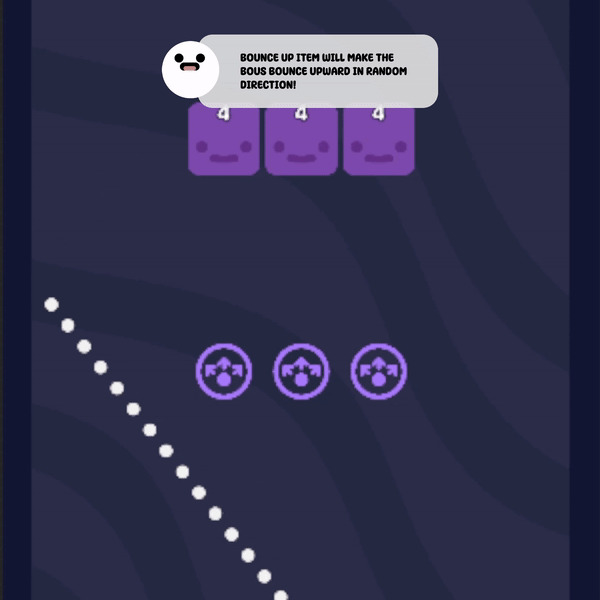 BOUNCE UP ITEM WILL MAKE THE
BOUS BOUNCE UPWARD IN RANDOM
DIRECTION!
4 4 4